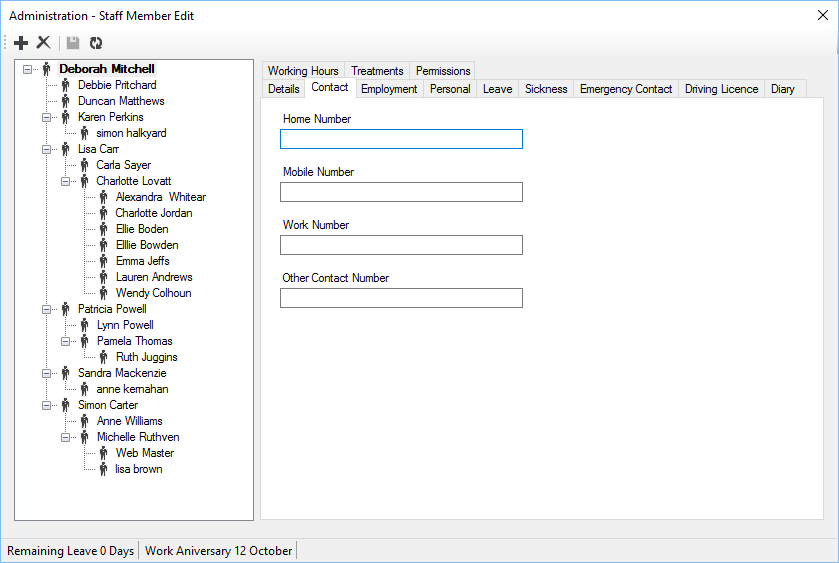 Administration - Staff Member Edit
Deborah Mitchell
Debbie Pritchard
Duncan Matthews
Karen Perkins
simon halkyard
Lisa Carr
Carla Sayer
Charlotte Lovatt
Alexandra  Whitear
Charlotte Jordan
Ellie Boden
Elllie Bowden
Emma Jeffs
Lauren Andrews
Wendy Colhoun
Patricia Powell
Lynn Powell
Pamela Thomas
Ruth Juggins
Sandra Mackenzie
anne kernahan
Simon Carter
Anne Williams
Michelle Ruthven
Web Master
lisa brown
Working Hours Treatments Permissions
Details Contact Employment Personal Leave Sickness Emergency Contact Driving Licence Diary
Home Number
Mobile Number
Work Number
Other Contact Number
Remaining Leave 0 Days Work Aniversary 12 October